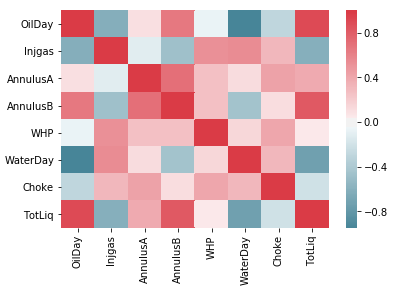 OilDay
Injgas
AnnulusA
AnnulusB
WHP
WaterDay
Choke
TotLiq
OilDay Injgas AnnulusA AnnulusB WHP WaterDay Choke TotLiq
0.8
0.4
0.0
−0.4
−0.8